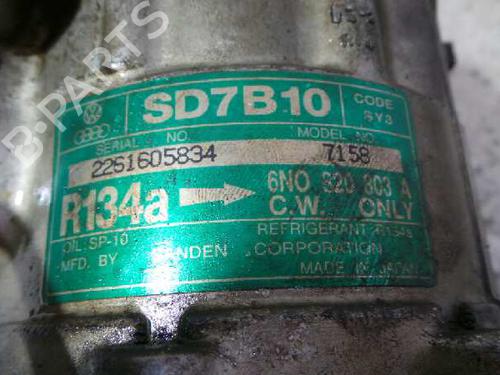 SD7B10
CODE
SY3
SERIAL NO.
MODEL NO.
2261605834
7158
R134a
6N0 820 803 A
C.W. ONLY
OIL. SP-10
REFRIGERANT R134a
MFD. BY SANDEN CORPORATION
MADE IN JAPAN
B-PARTS